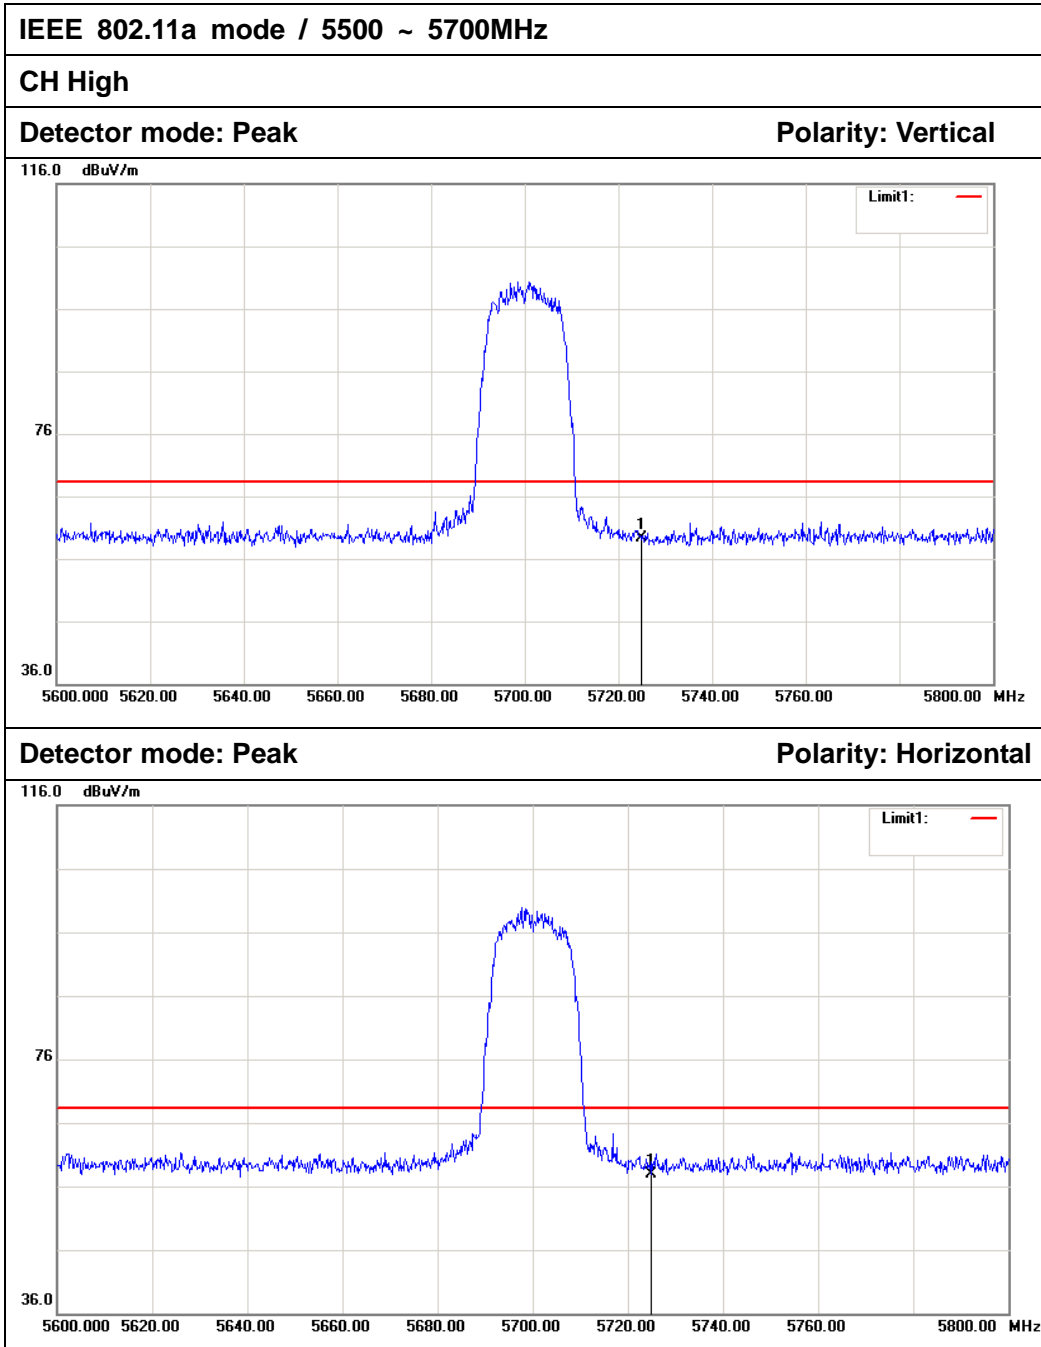 IEEE 802.11a mode / 5500 ~ 5700MHz
CH High
Detector mode: Peak Polarity: Vertical
116.0 dBuV/m
Limit1:
76
1
36.0
5600.000 5620.00 5640.00 5660.00 5680.00 5700.00 5720.00 5740.00 5760.00 5800.00 MHz
Detector mode: Peak Polarity: Horizontal
116.0 dBuV/m
Limit1:
76
1
36.0
5600.000 5620.00 5640.00 5660.00 5680.00 5700.00 5720.00 5740.00 5760.00 5800.00 MHz